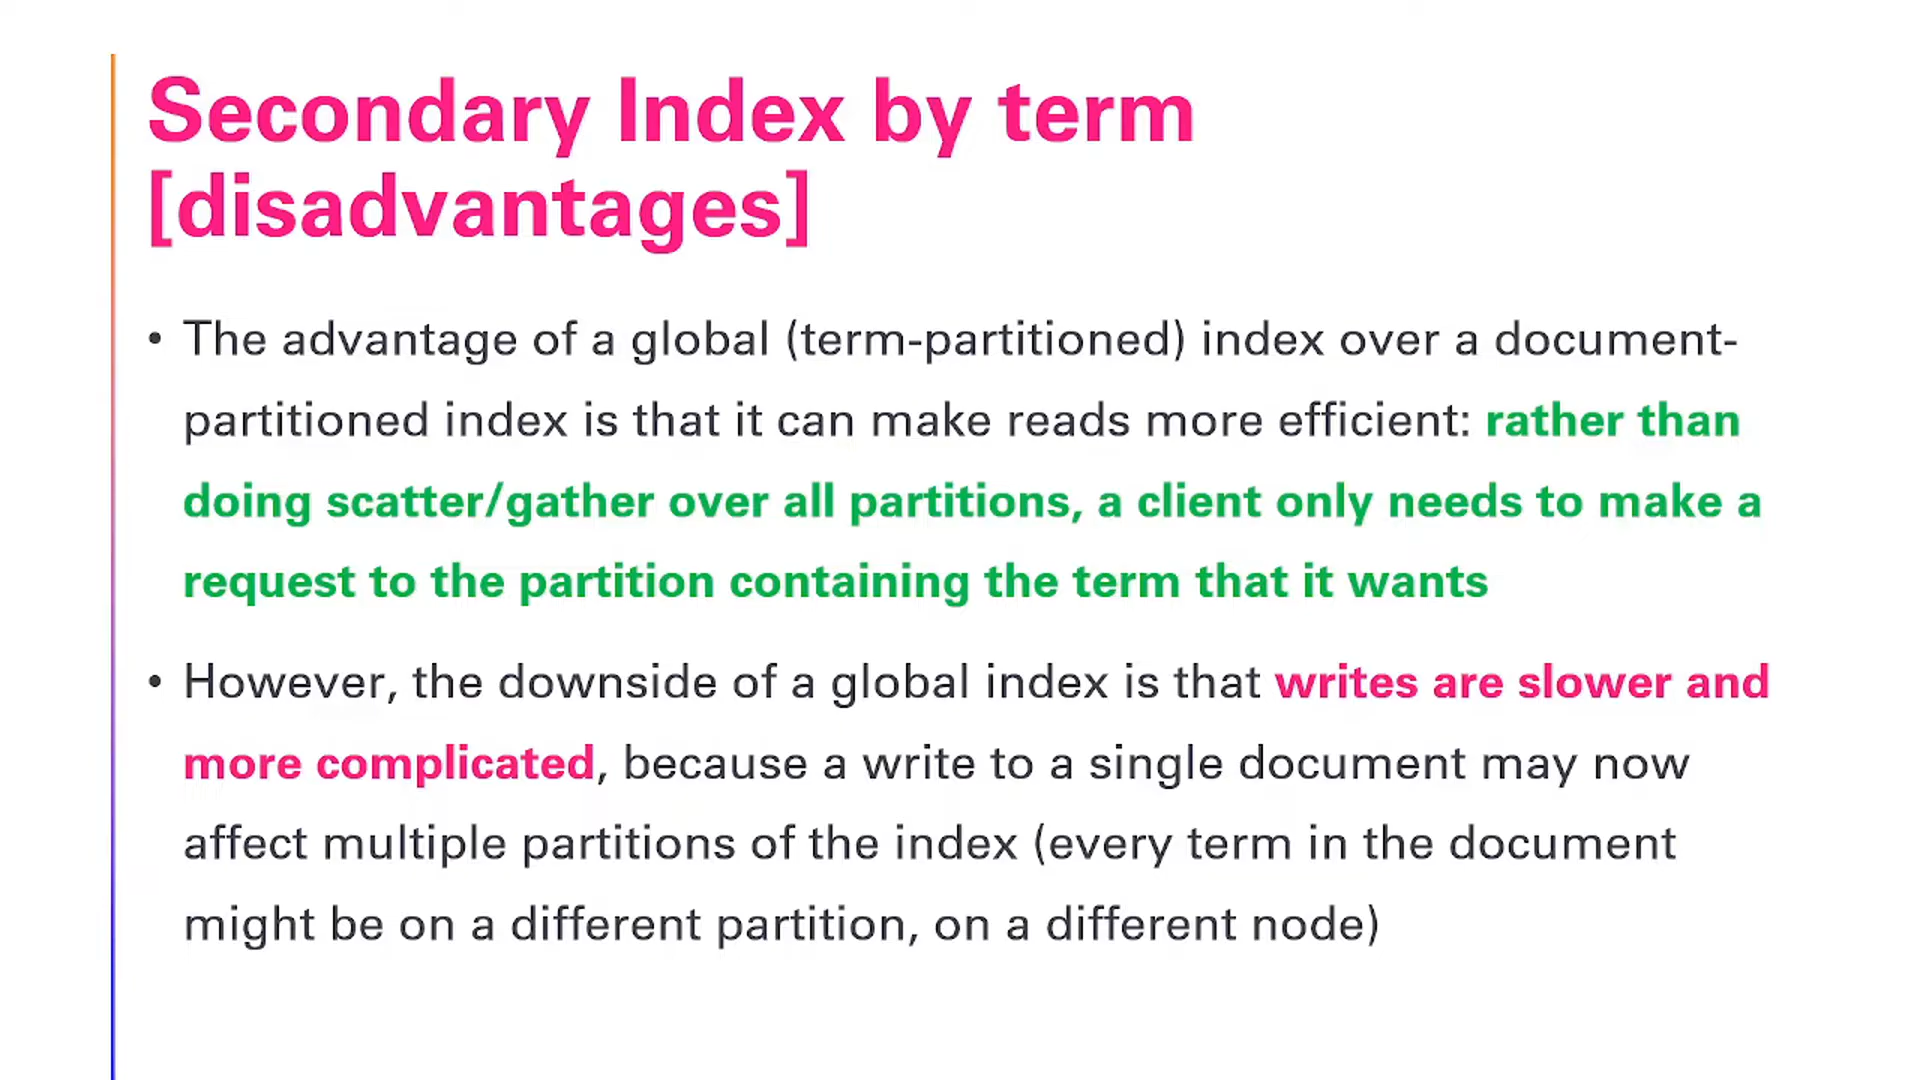 Secondary Index by term
[disadvantages]
• The advantage of a global (term-partitioned) index over a document-
partitioned index is that it can make reads more efficient: rather than
doing scatter/gather over all partitions, a client only needs to make a
request to the partition containing the term that it wants
• However, the downside of a global index is that writes are slower and
more complicated, because a write to a single document may now
affect multiple partitions of the index (every term in the document
might be on a different partition, on a different node)